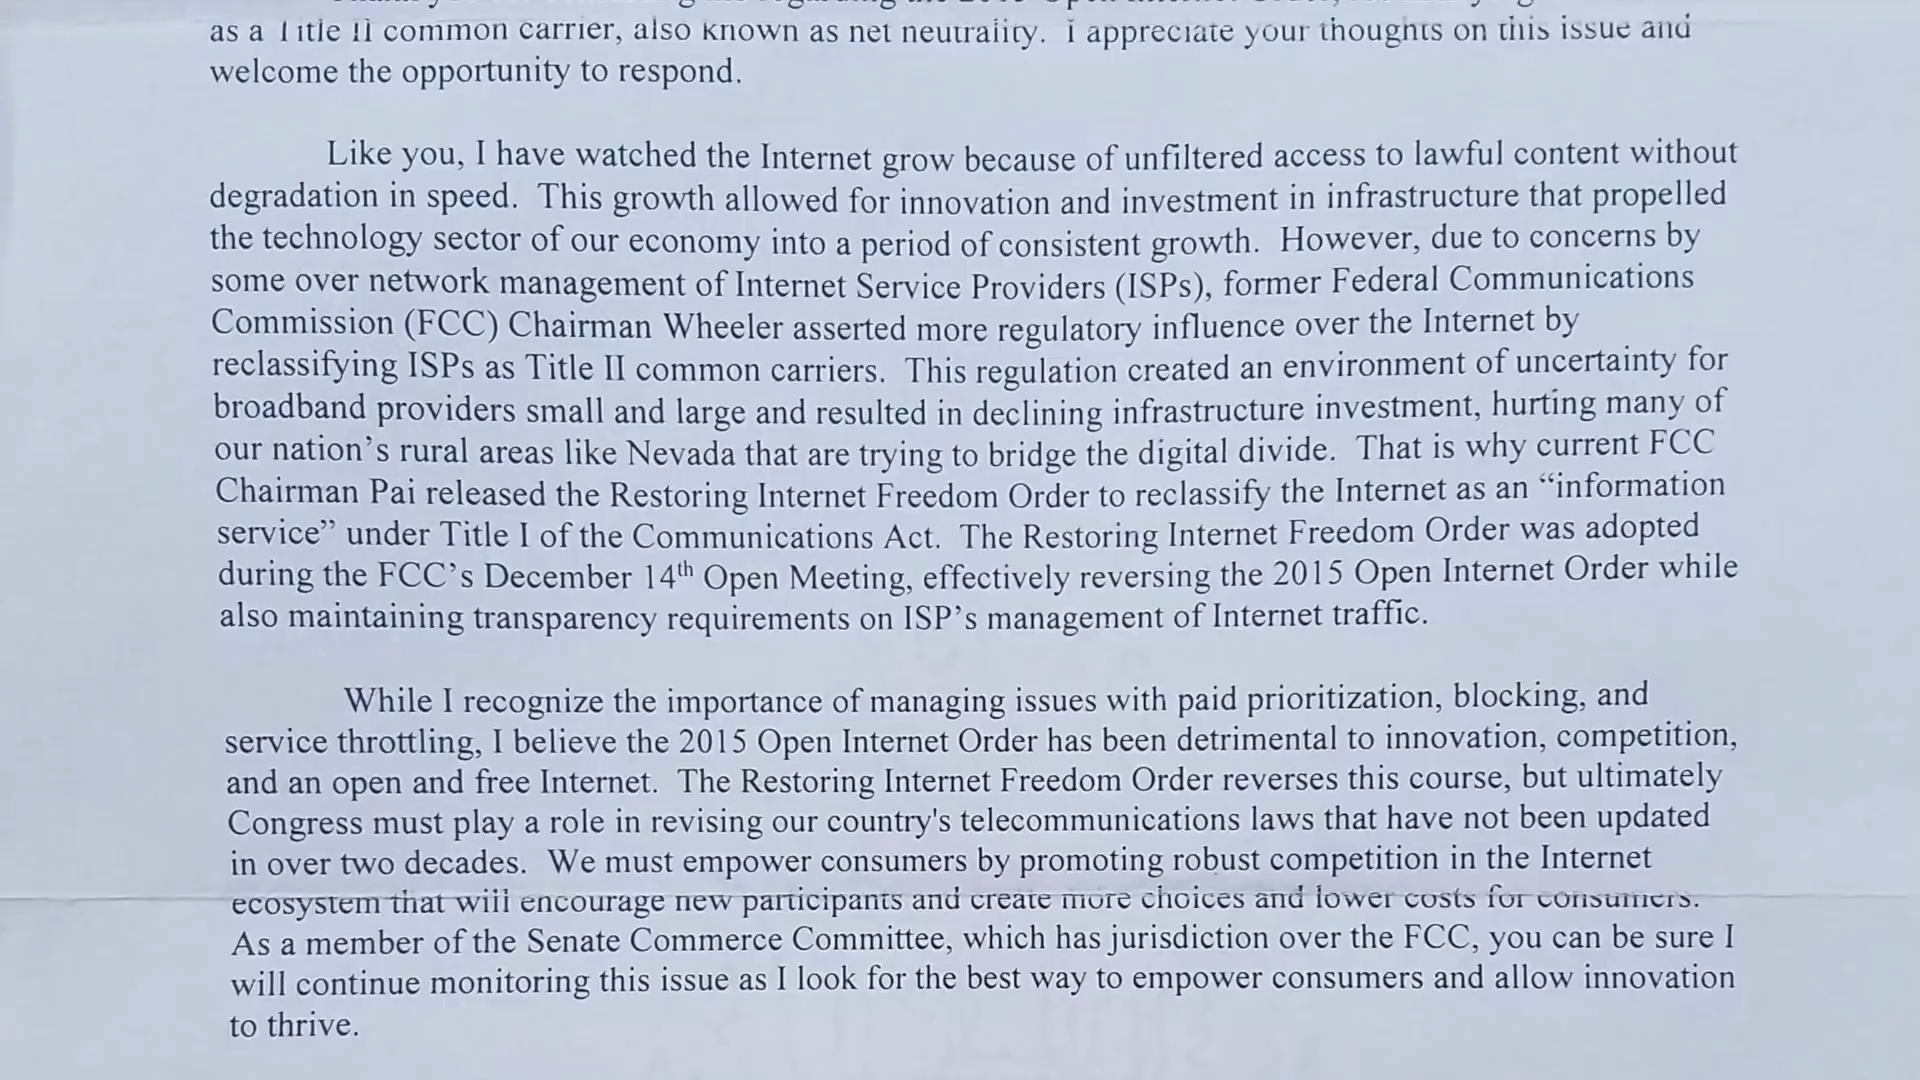 as a Title II common carrier, also known as net neutrality.  I appreciate your thoughts on this issue and
welcome the opportunity to respond.
Like you, I have watched the Internet grow because of unfiltered access to lawful content without
degradation in speed.  This growth allowed for innovation and investment in infrastructure that propelled
the technology sector of our economy into a period of consistent growth.  However, due to concerns by
some over network management of Internet Service Providers (ISPs), former Federal Communications
Commission (FCC) Chairman Wheeler asserted more regulatory influence over the Internet by
reclassifying ISPs as Title II common carriers.  This regulation created an environment of uncertainty for
broadband providers small and large and resulted in declining infrastructure investment, hurting many of
our nation’s rural areas like Nevada that are trying to bridge the digital divide.  That is why current FCC
Chairman Pai released the Restoring Internet Freedom Order to reclassify the Internet as an “information
service” under Title I of the Communications Act.  The Restoring Internet Freedom Order was adopted
during the FCC’s December 14th Open Meeting, effectively reversing the 2015 Open Internet Order while
also maintaining transparency requirements on ISP’s management of Internet traffic.
While I recognize the importance of managing issues with paid prioritization, blocking, and
service throttling, I believe the 2015 Open Internet Order has been detrimental to innovation, competition,
and an open and free Internet.  The Restoring Internet Freedom Order reverses this course, but ultimately
Congress must play a role in revising our country's telecommunications laws that have not been updated
in over two decades.  We must empower consumers by promoting robust competition in the Internet
ecosystem that will encourage new participants and create more choices and lower costs for consumers.
As a member of the Senate Commerce Committee, which has jurisdiction over the FCC, you can be sure I
will continue monitoring this issue as I look for the best way to empower consumers and allow innovation
to thrive.